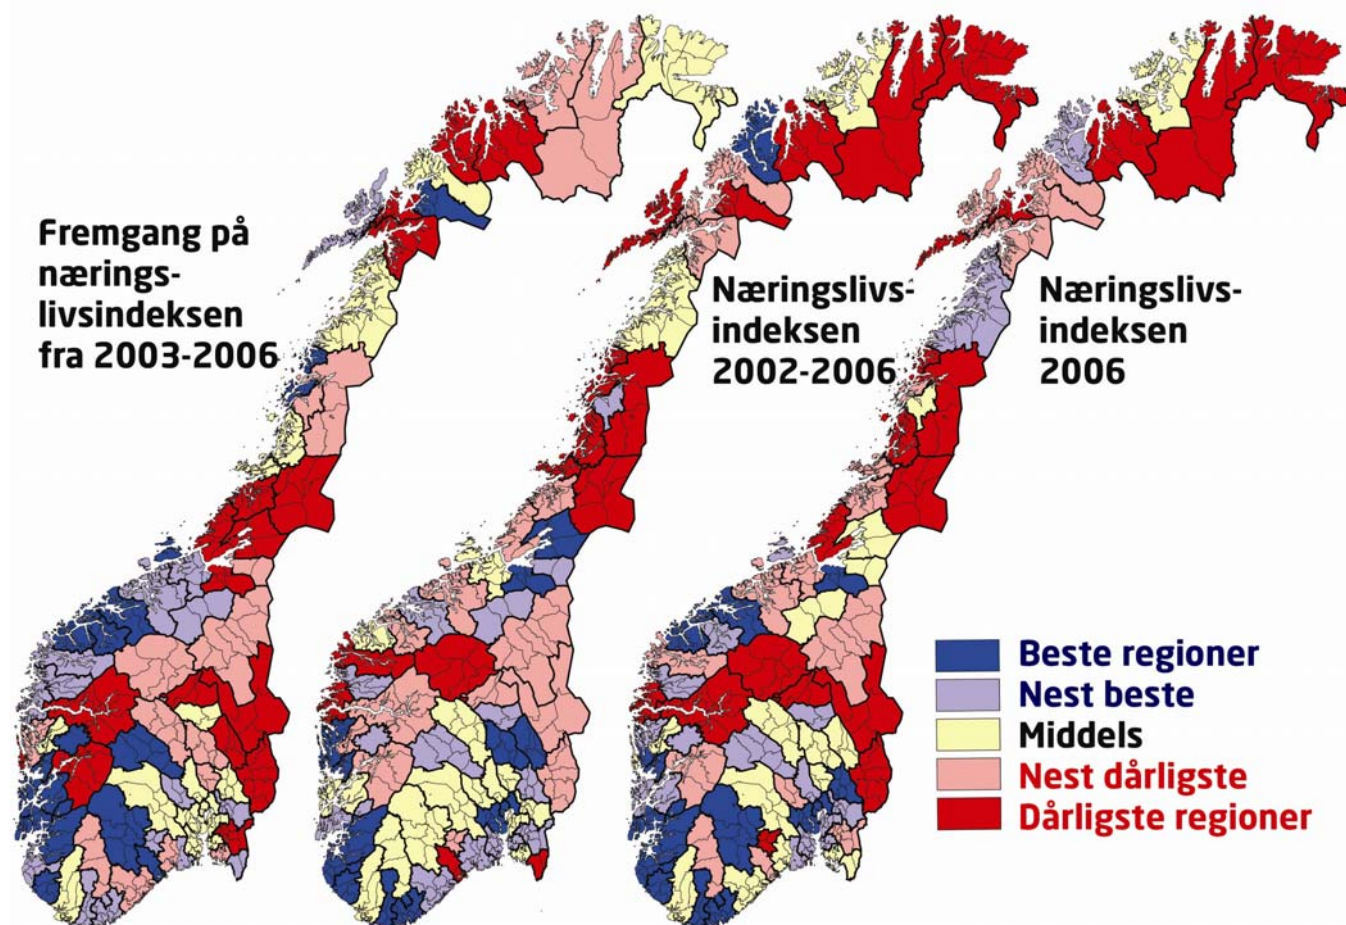 Fremgang på
nærings-
livsindeksen
fra 2003-2006
Næringslivs-
indeksen
2002-2006
Næringslivs-
indeksen
2006
Beste regioner
Nest beste
Middels
Nest dårligste
Dårligste regioner